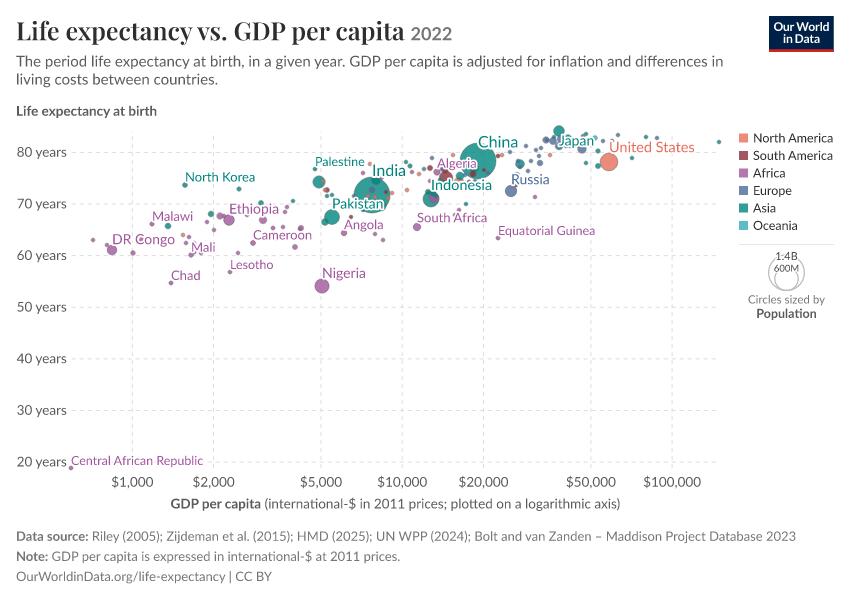 Life expectancy vs. GDP per capita 2022
Our World
in Data
The period life expectancy at birth, in a given year. GDP per capita is adjusted for inflation and differences in
living costs between countries.
Life expectancy at birth
80 years
70 years
60 years
50 years
40 years
30 years
20 years
China
Japan
United States
Palestine
Algeria
India
North Korea
Indonesia
Russia
Pakistan
Ethiopia
Malawi
South Africa
Angola
Equatorial Guinea
DR Congo
Cameroon
Mali
Lesotho
Chad
Nigeria
Central African Republic
$1,000
$2,000
$5,000
$10,000
$20,000
$50,000
$100,000
GDP per capita (international-$ in 2011 prices; plotted on a logarithmic axis)
North America
South America
Africa
Europe
Asia
Oceania
1:4B
600M
Circles sized by
Population
Data source: Riley (2005); Zijdeman et al. (2015); HMD (2025); UN WPP (2024); Bolt and van Zanden – Maddison Project Database 2023
Note: GDP per capita is expressed in international-$ at 2011 prices.
OurWorldinData.org/life-expectancy | CC BY